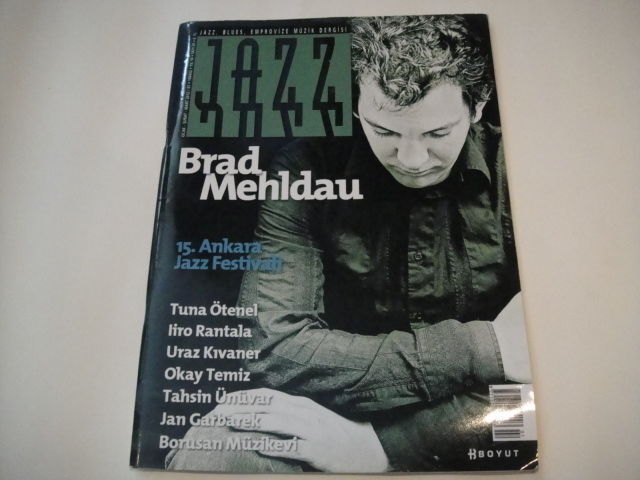 JAZZ, BLUES, EMPROVİZE MÜZİK DERGİSİ
JAZZ
Brad
Mehldau
15. Ankara
Jazz Festivali
Tuna Ötenel
Iiro Rantala
Uraz Kıvaner
Okay Temiz
Tahsin Ünüvar
Jan Garbarek
Borusan Müzikevi
BOYUT